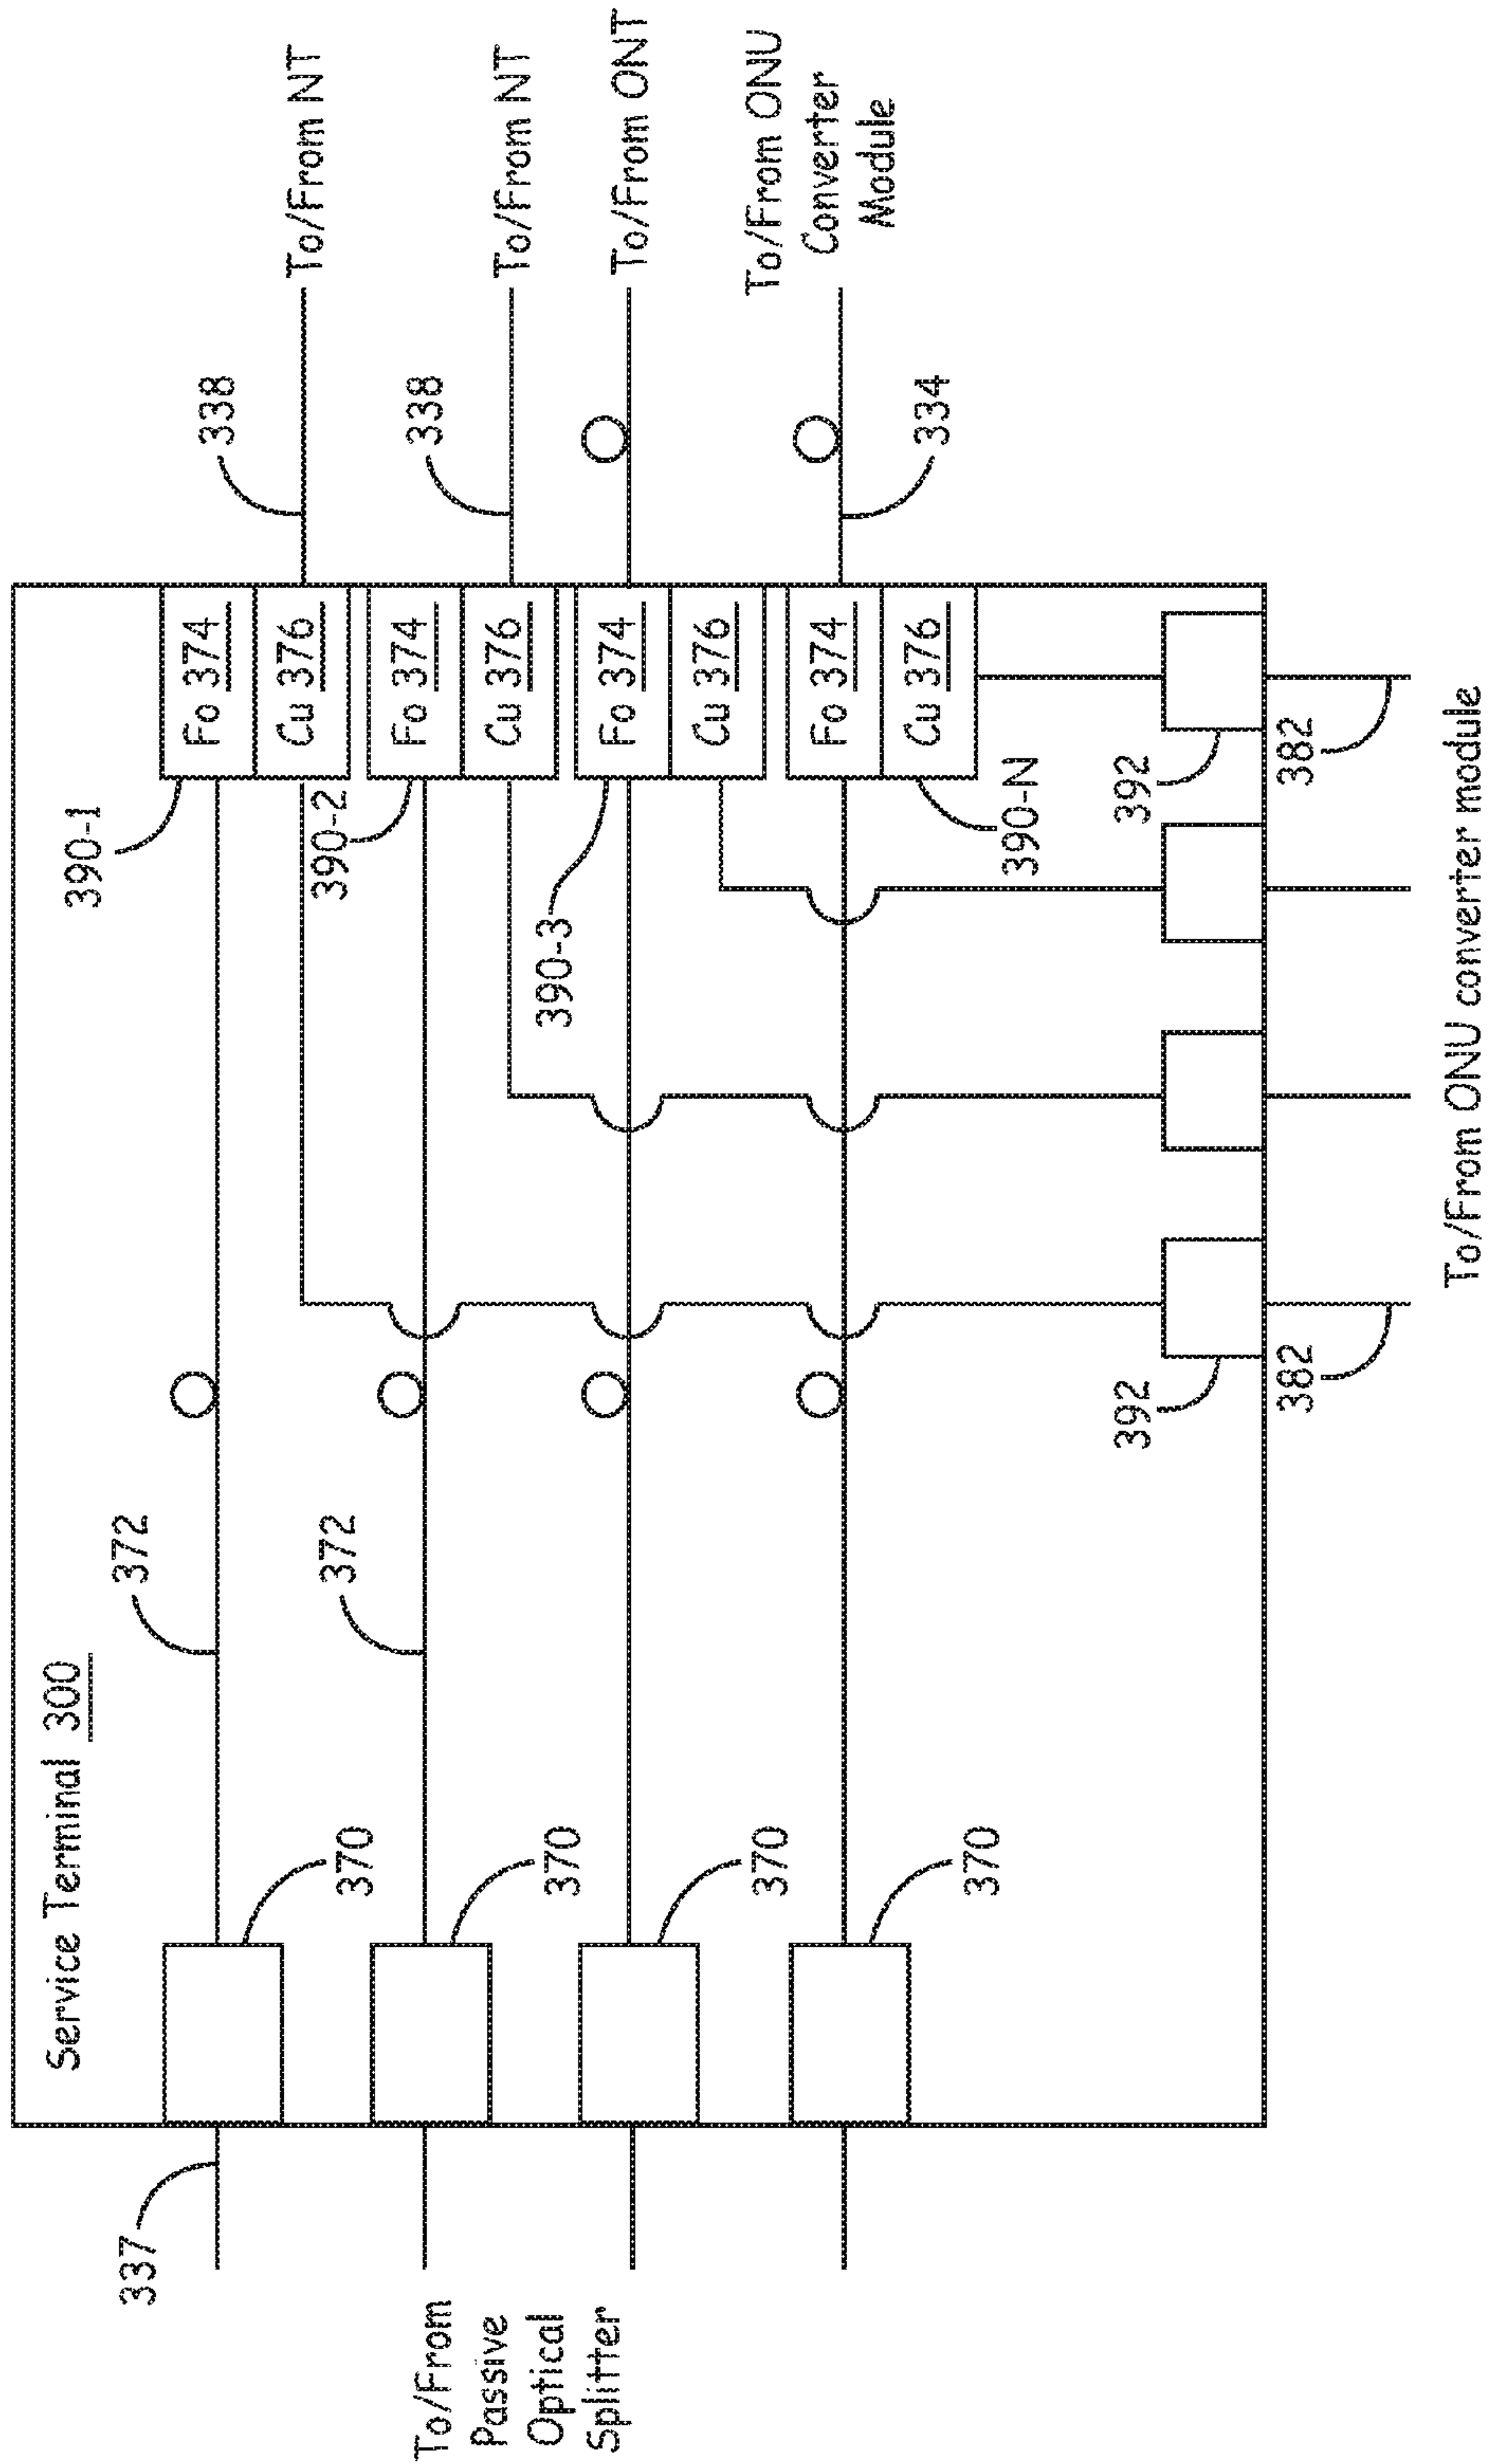 Service Terminal 300
337
To/From
Passive
Optical
Splitter
370
370
370
370
372
372
390-1
390-2
390-3
390-N
Fo 374
Cu 376
Fo 374
Cu 376
Fo 374
Cu 376
Fo 374
Cu 376
338
338
334
To/From NT
To/From NT
To/From ONT
To/From ONU
Converter
Module
392
392
382
382
To/From ONU converter module